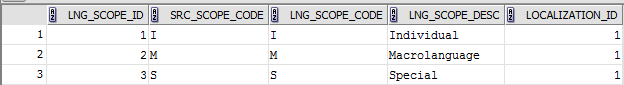 LNG_SCOPE_ID SRC_SCOPE_CODE LNG_SCOPE_CODE LNG_SCOPE_DESC LOCALIZATION_ID
1 1 I I Individual 1
2 2 M M Macrolanguage 1
3 3 S S Special 1